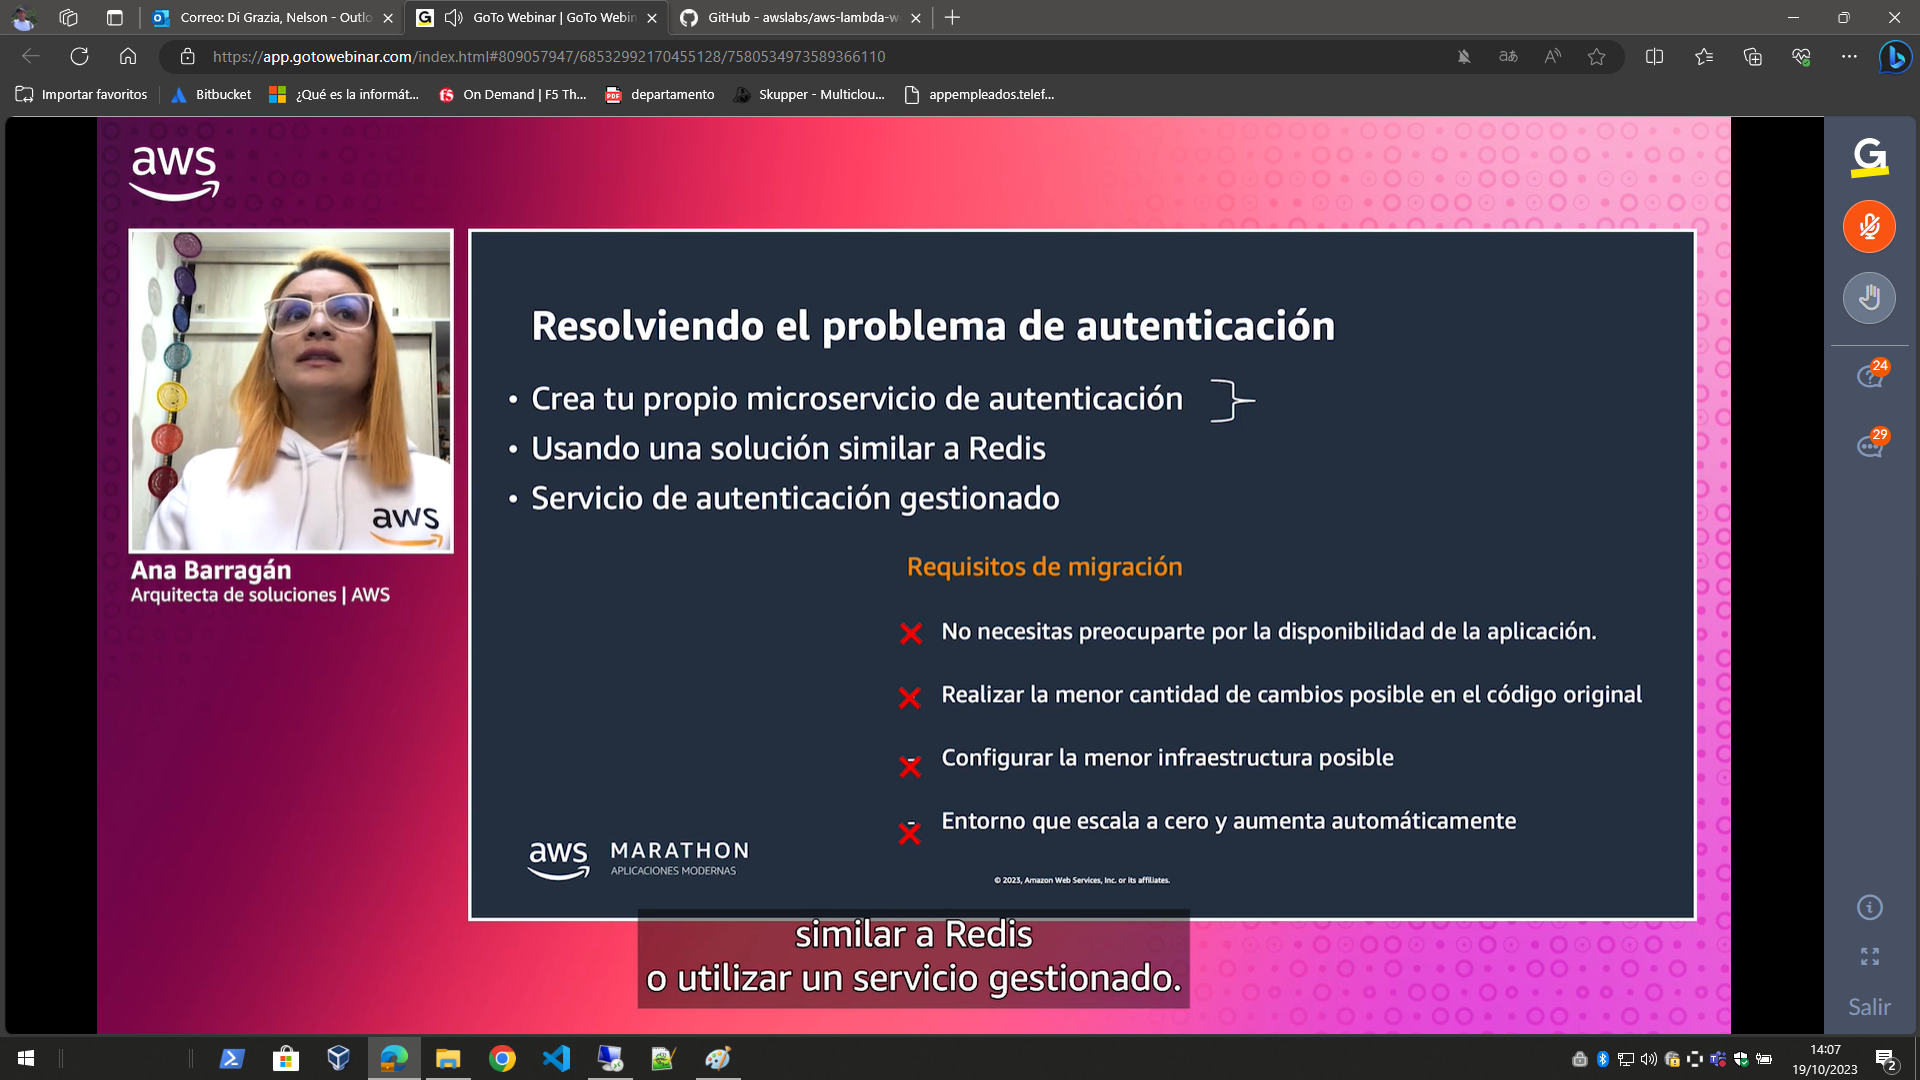 Correo: Di Grazia, Nelson - Outlo
GoTo Webinar | GoTo Webin
GitHub - awslabs/aws-lambda-w
https://app.gotowebinar.com/index.html#809057947/68532992170455128/7580534973589366110
Importar favoritos
Bitbucket
¿Qué es la informát...
On Demand | F5 Th...
departamento
Skupper - Multiclou...
appempleados.telef...
aws
G
24
29
Resolviendo el problema de autenticación
• Crea tu propio microservicio de autenticación
• Usando una solución similar a Redis
• Servicio de autenticación gestionado
aws
Ana Barragán
Arquitecta de soluciones | AWS
Requisitos de migración
No necesitas preocuparte por la disponibilidad de la aplicación.
Realizar la menor cantidad de cambios posible en el código original
- Configurar la menor infraestructura posible
- Entorno que escala a cero y aumenta automáticamente
aws MARATHON
APLICACIONES MODERNAS
© 2023, Amazon Web Services, Inc. or its affiliates.
similar a Redis
o utilizar un servicio gestionado.
Salir
14:07
19/10/2023
2